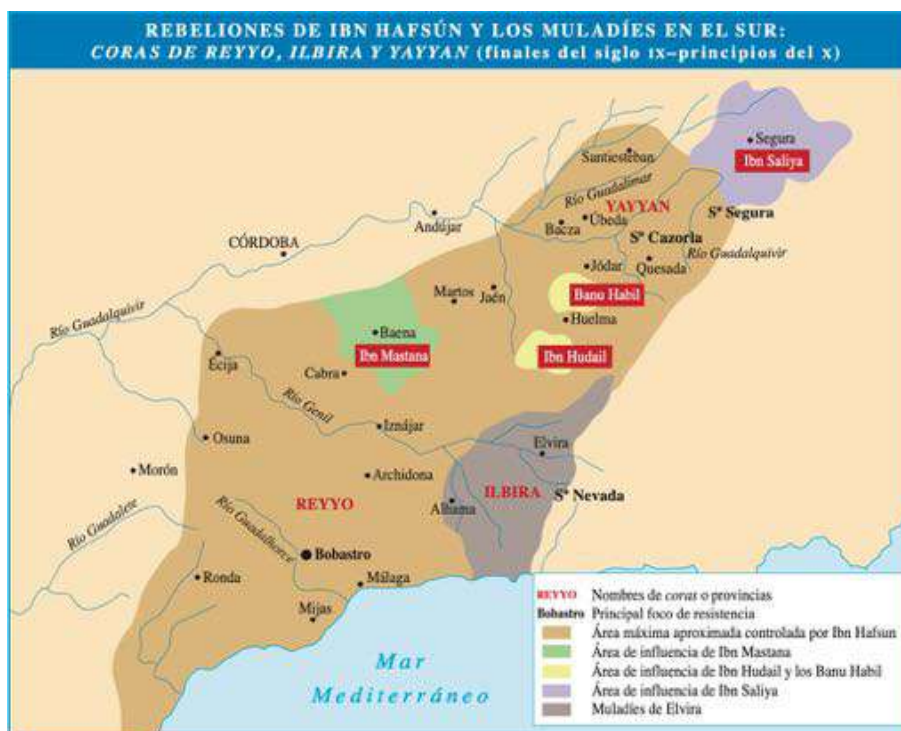 REBELIONES DE IBN HAFSÚN Y LOS MULADÍES EN EL SUR:
CORAS DE REYYO, ILBIRA Y YAYYAN (finales del siglo IX–principios del X)
Segura
Ibn Saliya
Santiesteban
Río Guadalimar
YAYYAN
Sª Segura
Andújar
Baeza
Úbeda
Sª Cazorla
CÓRDOBA
Río Guadalquivir
Jódar
Quesada
Martos
Jaén
Banu Habil
Río Guadalquivir
Huelma
Baena
Ibn Mastana
Ibn Hudail
Écija
Cabra
Río Genil
Iznájar
Osuna
Elvira
Morón
Archidona
ILBIRA
Sª Nevada
REYYO
Alhama
Río Guadalete
Río Guadalhorce
Bobastro
Ronda
Málaga
Mijas
Mar
Mediterráneo
REYYO Nombres de coras o provincias
Bobastro Principal foco de resistencia
Área máxima aproximada controlada por Ibn Hafsun
Área de influencia de Ibn Mastana
Área de influencia de Ibn Hudail y los Banu Habil
Área de influencia de Ibn Saliya
Muladíes de Elvira